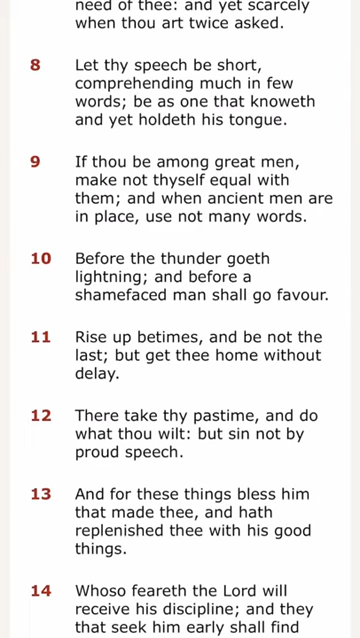 need of thee: and yet scarcely
when thou art twice asked.
8 Let thy speech be short,
comprehending much in few
words; be as one that knoweth
and yet holdeth his tongue.
9 If thou be among great men,
make not thyself equal with
them; and when ancient men are
in place, use not many words.
10 Before the thunder goeth
lightning; and before a
shamefaced man shall go favour.
11 Rise up betimes, and be not the
last; but get thee home without
delay.
12 There take thy pastime, and do
what thou wilt: but sin not by
proud speech.
13 And for these things bless him
that made thee, and hath
replenished thee with his good
things.
14 Whoso feareth the Lord will
receive his discipline; and they
that seek him early shall find